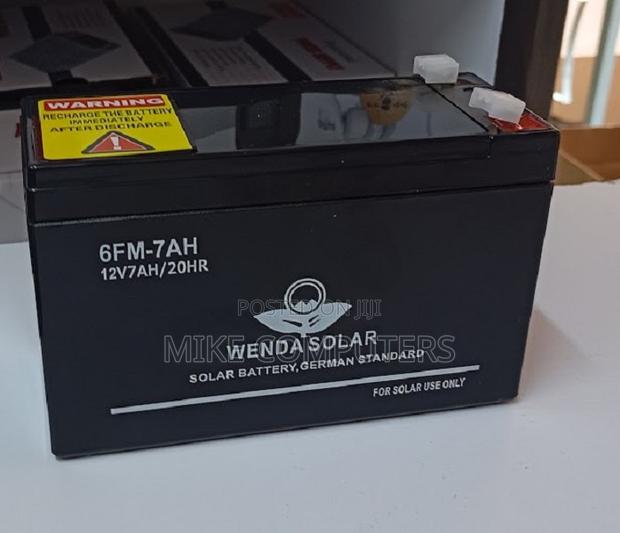 WARNING
RECHARGE THE BATTERY
IMMEDIATELY
AFTER DISCHARGE
6FM-7AH
12V7AH/20HR
POSTED ON JIJI
MIKE COMPUTERS
WENDA SOLAR
SOLAR BATTERY,GERMAN STANDARD
FOR SOLAR USE ONLY